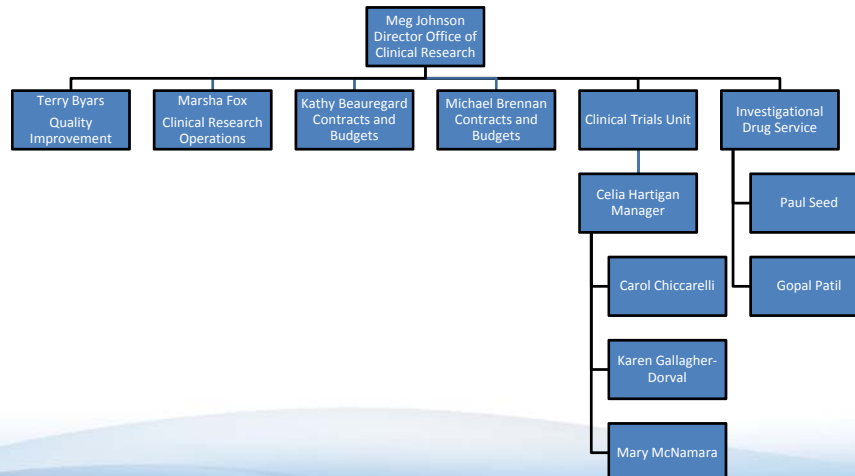 Meg Johnson
Director Office of
Clinical Research
Terry Byars
Quality
Improvement
Marsha Fox
Clinical Research
Operations
Kathy Beauregard
Contracts and
Budgets
Michael Brennan
Contracts and
Budgets
Clinical Trials Unit
Investigational
Drug Service
Celia Hartigan
Manager
Paul Seed
Carol Chiccarelli
Gopal Patil
Karen Gallagher-
Dorval
Mary McNamara